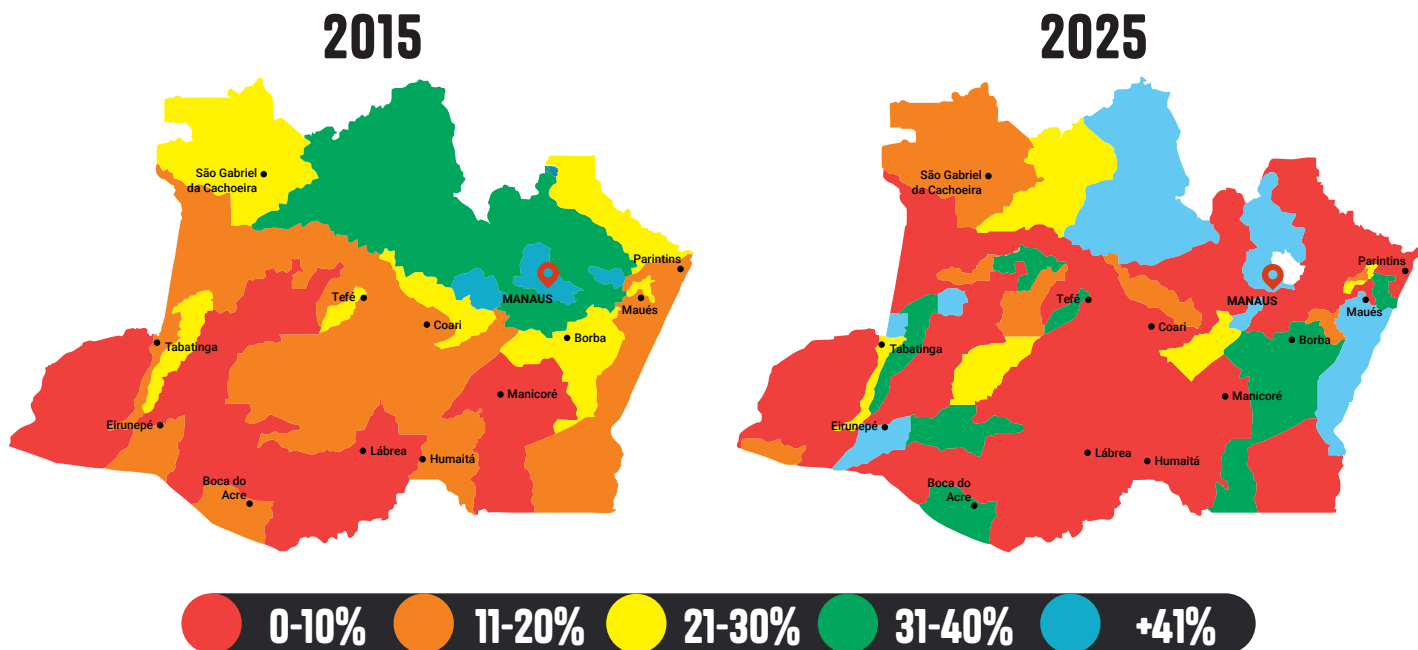 2015
2025
São Gabriel
da Cachoeira
Parintins
Tefé
MANAUS
Maués
Coari
Borba
Tabatinga
Manicoré
Eirunepé
Lábrea
Humaitá
Boca do
Acre
São Gabriel
da Cachoeira
Parintins
Tefé
MANAUS
Maués
Coari
Borba
Tabatinga
Manicoré
Eirunepé
Lábrea
Humaitá
Boca do
Acre
0-10%
11-20%
21-30%
31-40%
+41%